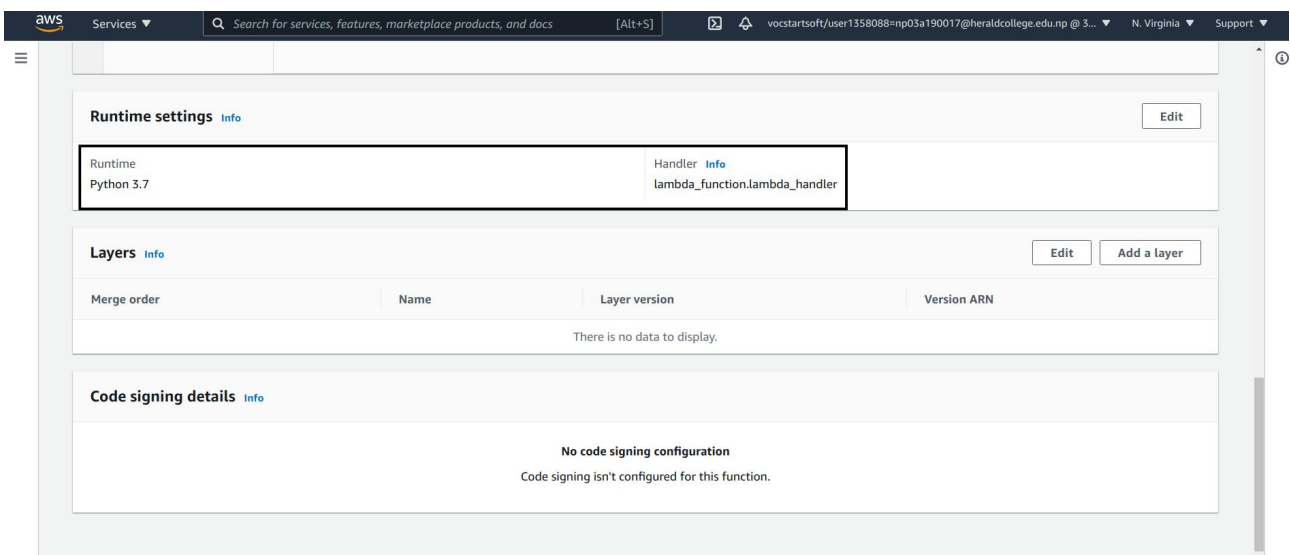 aws Services ▼ Search for services, features, marketplace products, and docs [Alt+S] vocstartsoft/user1358088=np03a190017@heraldcollege.edu.np @ 3... ▼ N. Virginia ▼ Support ▼
Runtime settings Info Edit
Runtime Handler Info
Python 3.7 lambda_function.lambda_handler
Layers Info Edit Add a layer
Merge order Name Layer version Version ARN
There is no data to display.
Code signing details Info
No code signing configuration
Code signing isn't configured for this function.